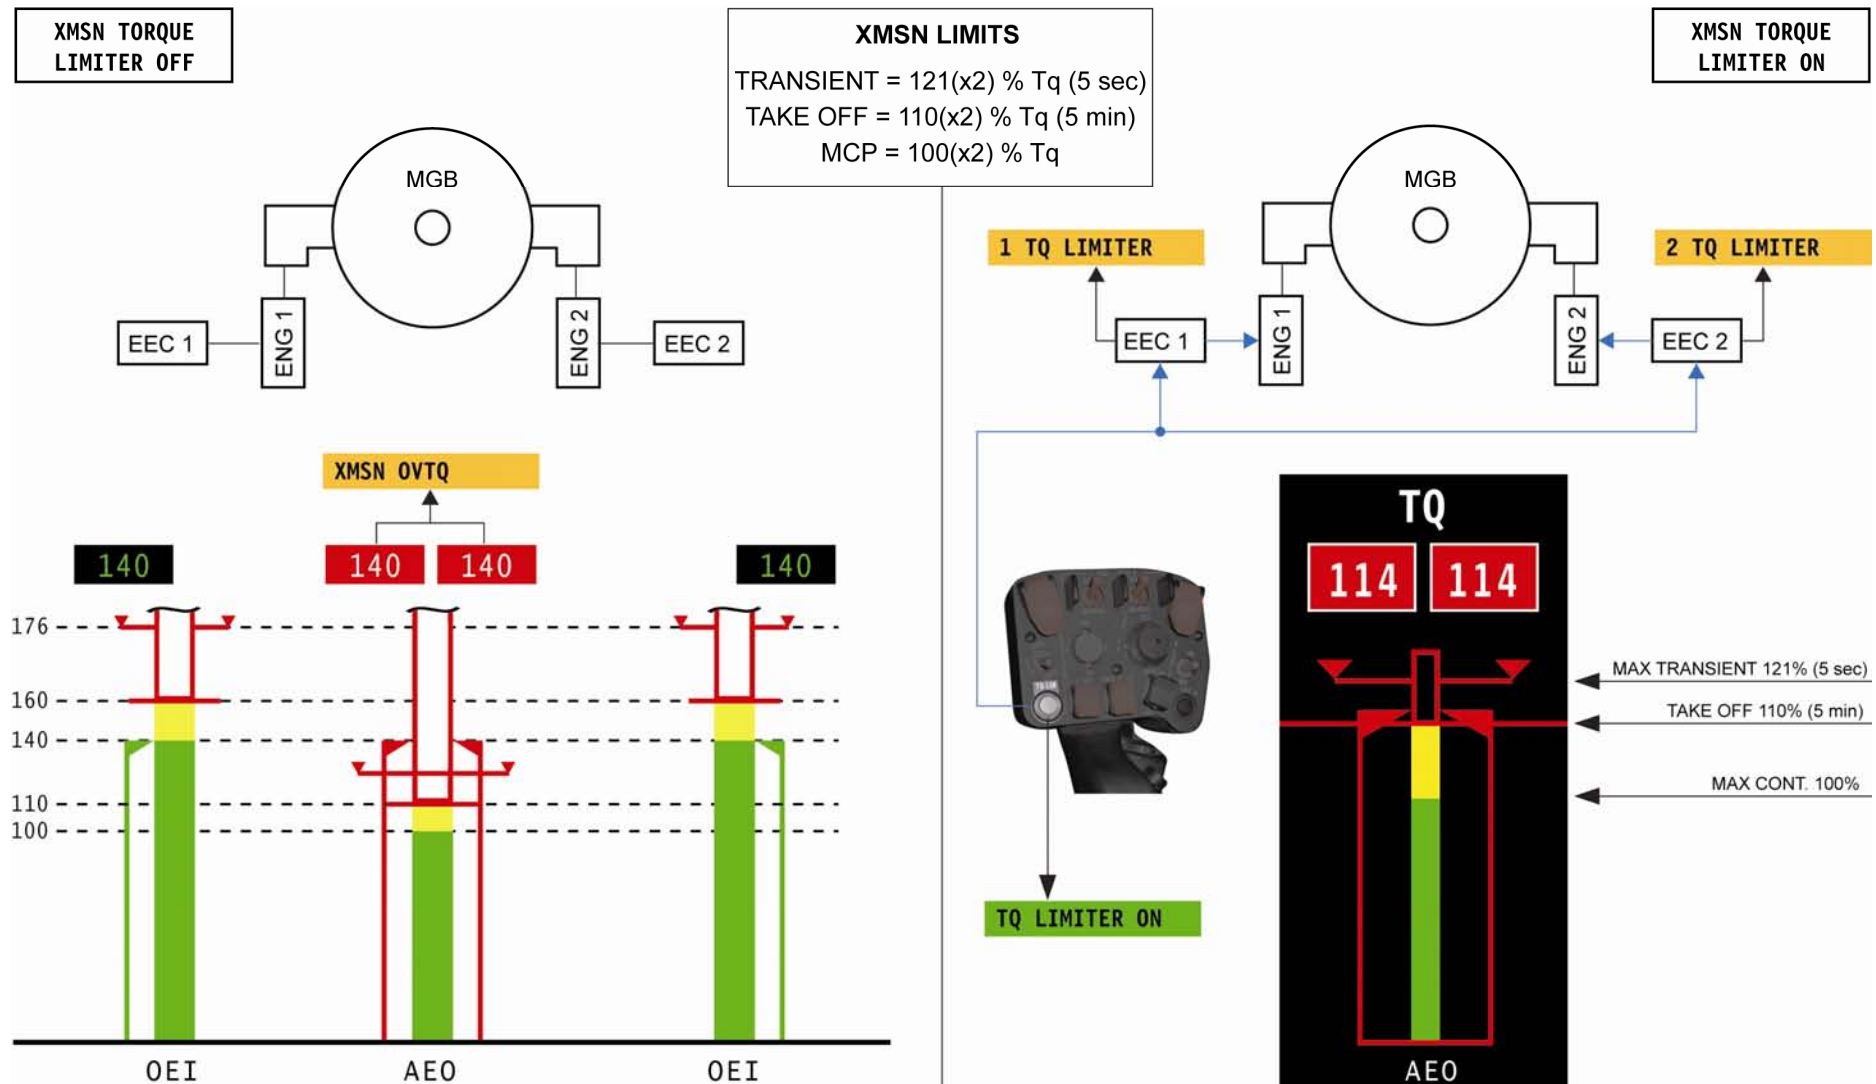 XMSN TORQUE
LIMITER OFF
XMSN LIMITS
TRANSIENT = 121(x2) % Tq (5 sec)
TAKE OFF = 110(x2) % Tq (5 min)
MCP = 100(x2) % Tq
XMSN TORQUE
LIMITER ON
MGB
EEC 1
ENG 1
ENG 2
EEC 2
XMSN OVTQ
140
140
140
140
176
160
140
110
100
OEI
AEO
OEI
MGB
1 TQ LIMITER
2 TQ LIMITER
EEC 1
ENG 1
ENG 2
EEC 2
TQ LIMITER ON
TQ
114
114
MAX TRANSIENT 121% (5 sec)
TAKE OFF 110% (5 min)
MAX CONT. 100%
AEO